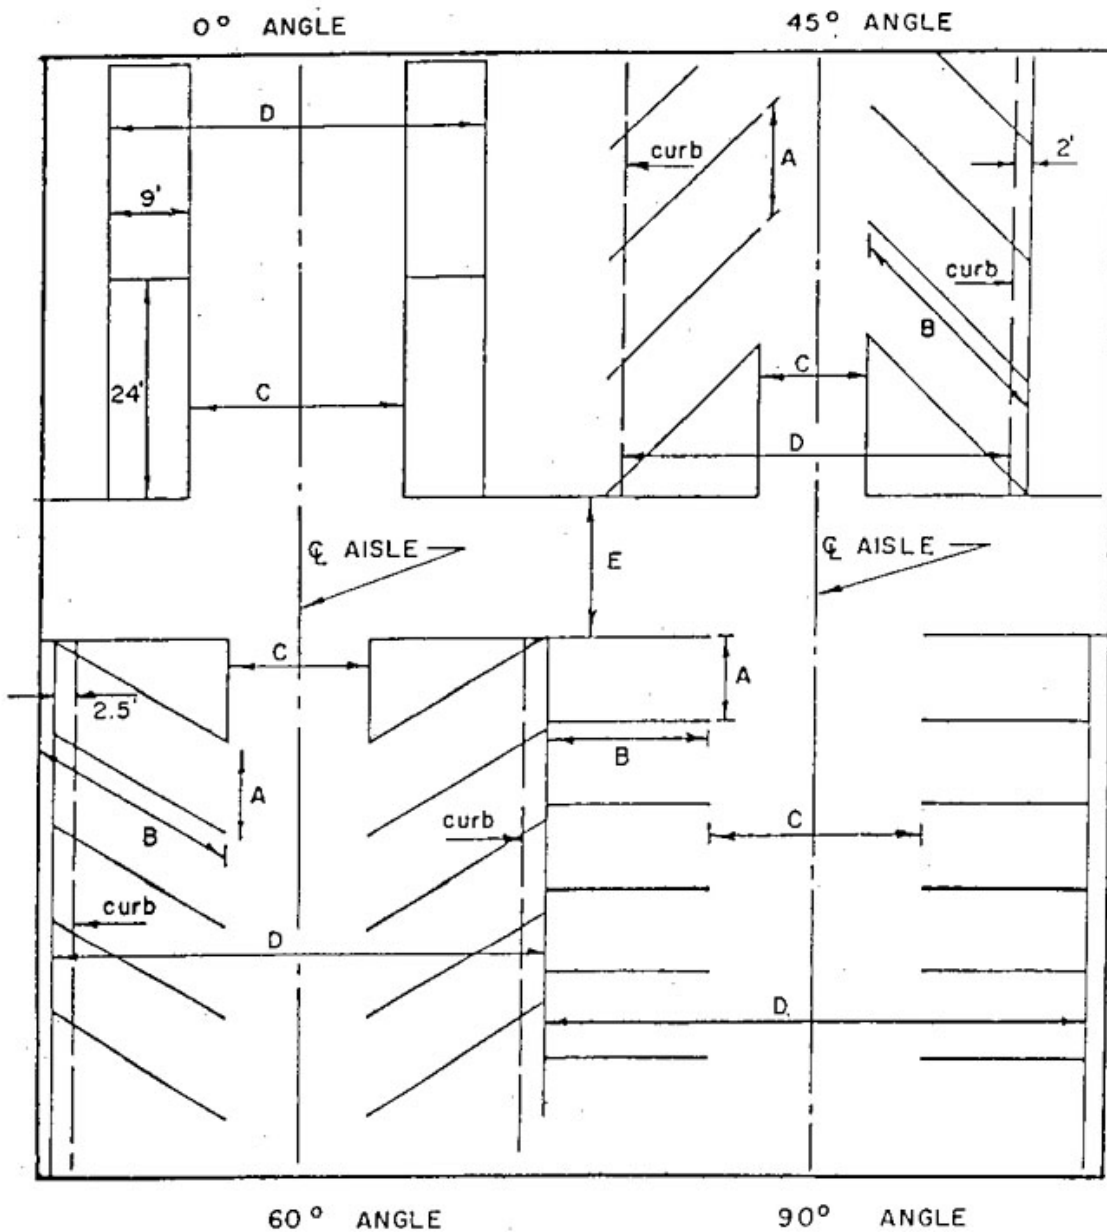 0° ANGLE
45° ANGLE
D
A
curb
2'
9'
curb
B
24'
C
C
D
℄ AISLE
E
℄ AISLE
C
A
2.5'
B
A
curb
C
B
curb
D
D
60° ANGLE
90° ANGLE